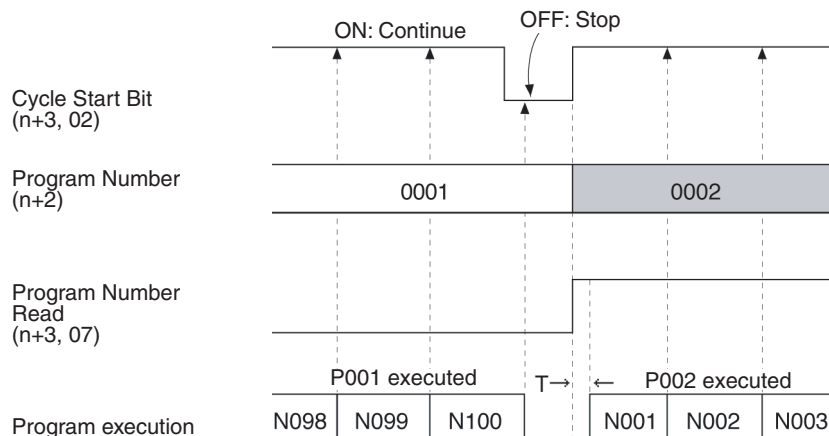 ON: Continue
OFF: Stop
Cycle Start Bit
(n+3, 02)
Program Number
(n+2)
0001
0002
Program Number
Read
(n+3, 07)
P001 executed
T→
←
P002 executed
Program execution
N098
N099
N100
N001
N002
N003